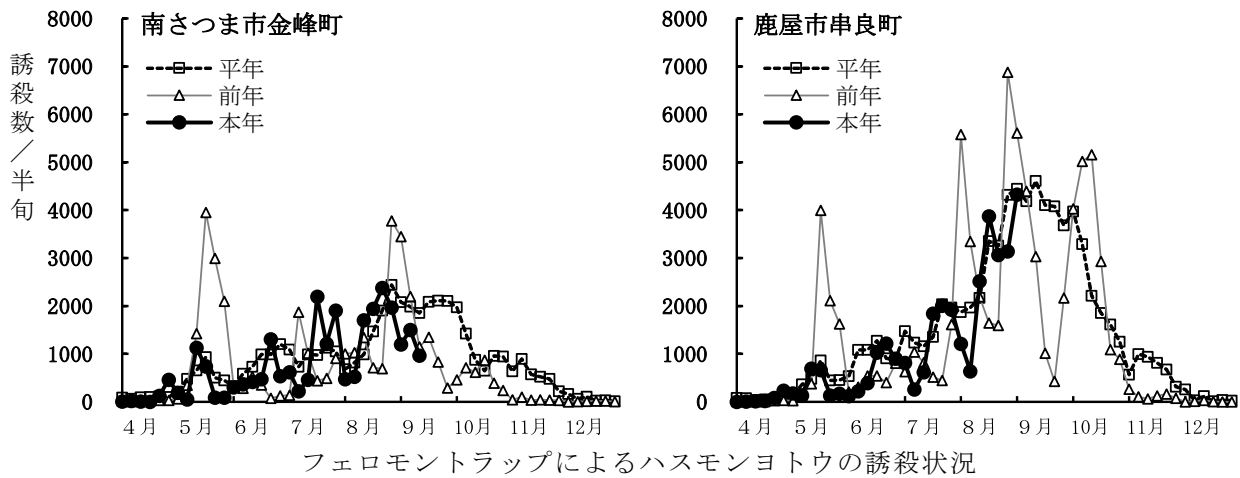 南さつま市金峰町
平年
前年
本年
誘殺数／半旬
8000
7000
6000
5000
4000
3000
2000
1000
0
4月 5月 6月 7月 8月 9月 10月 11月 12月
鹿屋市串良町
平年
前年
本年
8000
7000
6000
5000
4000
3000
2000
1000
0
4月 5月 6月 7月 8月 9月 10月 11月 12月
フェロモントラップによるハスモンヨトウの誘殺状況